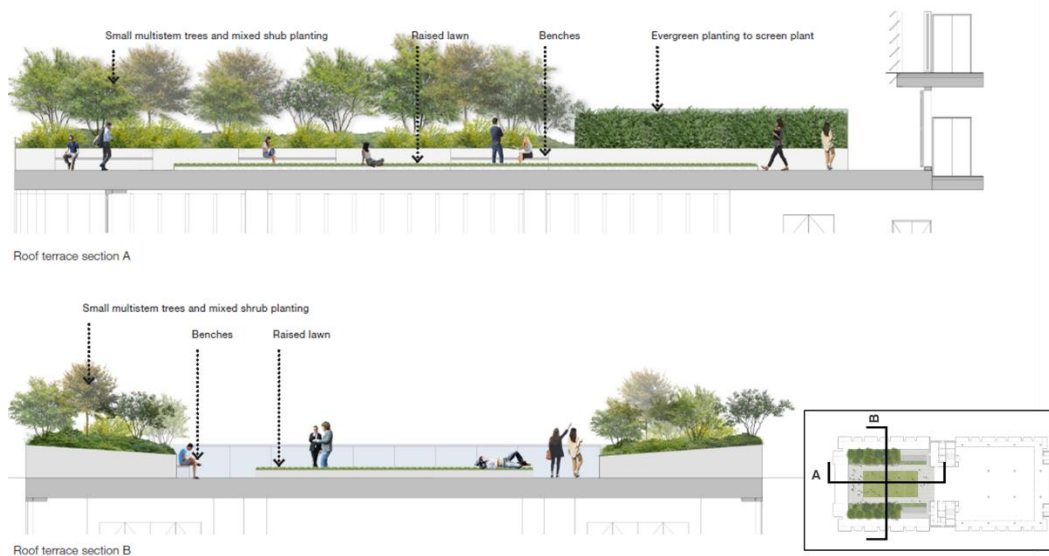 Small multistem trees and mixed shub planting
Raised lawn
Benches
Evergreen planting to screen plant
Roof terrace section A
Small multistem trees and mixed shrub planting
Benches
Raised lawn
B
A
Roof terrace section B